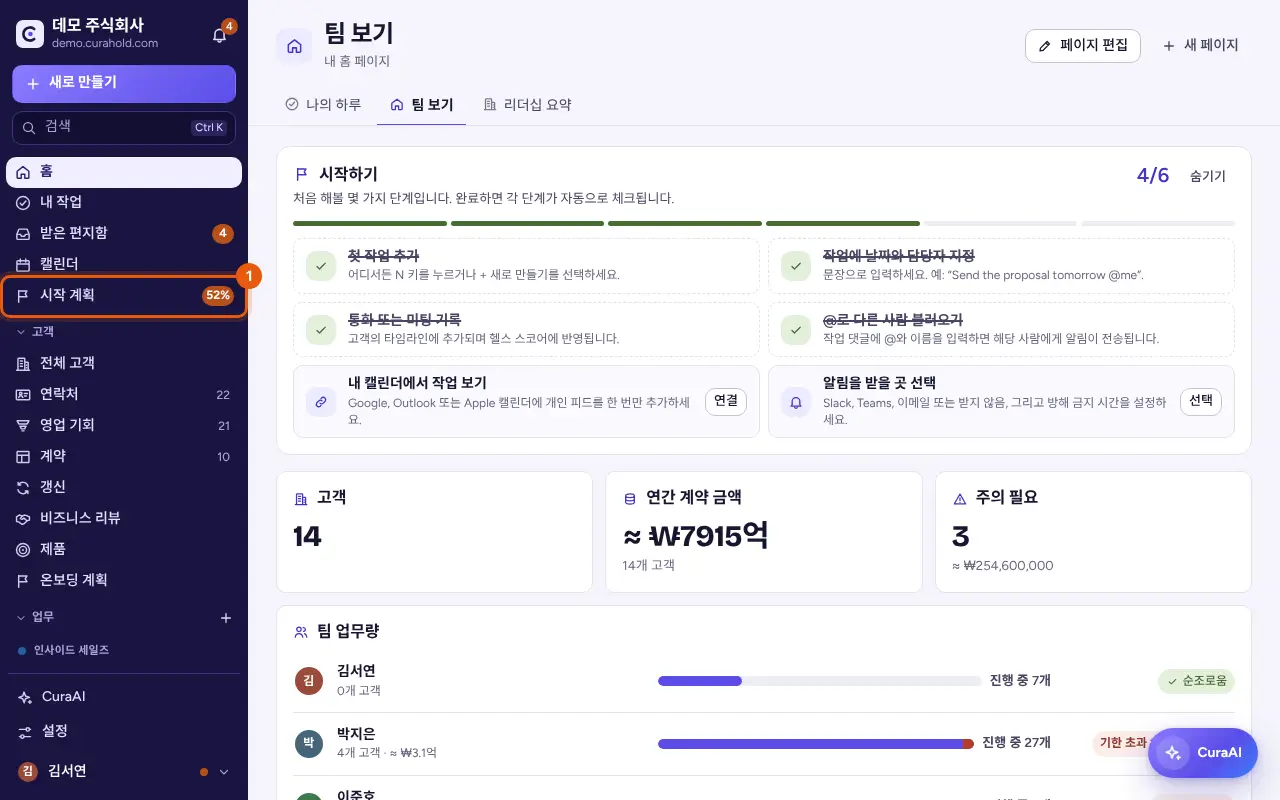 데모 주식회사
demo.curahold.com
4
새로 만들기
검색
Ctrl K
홈
내 작업
받은 편지함
4
캘린더
1
시작 계획
52%
고객
전체 고객
연락처
22
영업 기회
21
계약
10
갱신
비즈니스 리뷰
제품
온보딩 계획
업무
인사이드 세일즈
CuraAI
설정
김
김서연
팀 보기
내 홈 페이지
페이지 편집
새 페이지
나의 하루
팀 보기
리더십 요약
시작하기
4/6
숨기기
처음 해볼 몇 가지 단계입니다. 완료하면 각 단계가 자동으로 체크됩니다.
첫 작업 추가
어디서든 N 키를 누르거나 + 새로 만들기를 선택하세요.
작업에 날짜와 담당자 지정
문장으로 입력하세요. 예: “Send the proposal tomorrow @me”.
통화 또는 미팅 기록
고객의 타임라인에 추가되며 헬스 스코어에 반영됩니다.
@로 다른 사람 불러오기
작업 댓글에 @와 이름을 입력하면 해당 사람에게 알림이 전송됩니다.
내 캘린더에서 작업 보기
Google, Outlook 또는 Apple 캘린더에 개인 피드를 한 번만 추가하세
요.
연결
알림을 받을 곳 선택
Slack, Teams, 이메일 또는 받지 않음, 그리고 방해 금지 시간을 설정하
세요.
선택
고객
14
연간 계약 금액
≈ ₩7915억
14개 고객
주의 필요
3
≈ ₩254,600,000
팀 업무량
김
김서연
0개 고객
진행 중 7개
순조로움
박
박지은
4개 고객 · ≈ ₩3.1억
진행 중 27개
기한 초과
CuraAI
이준호